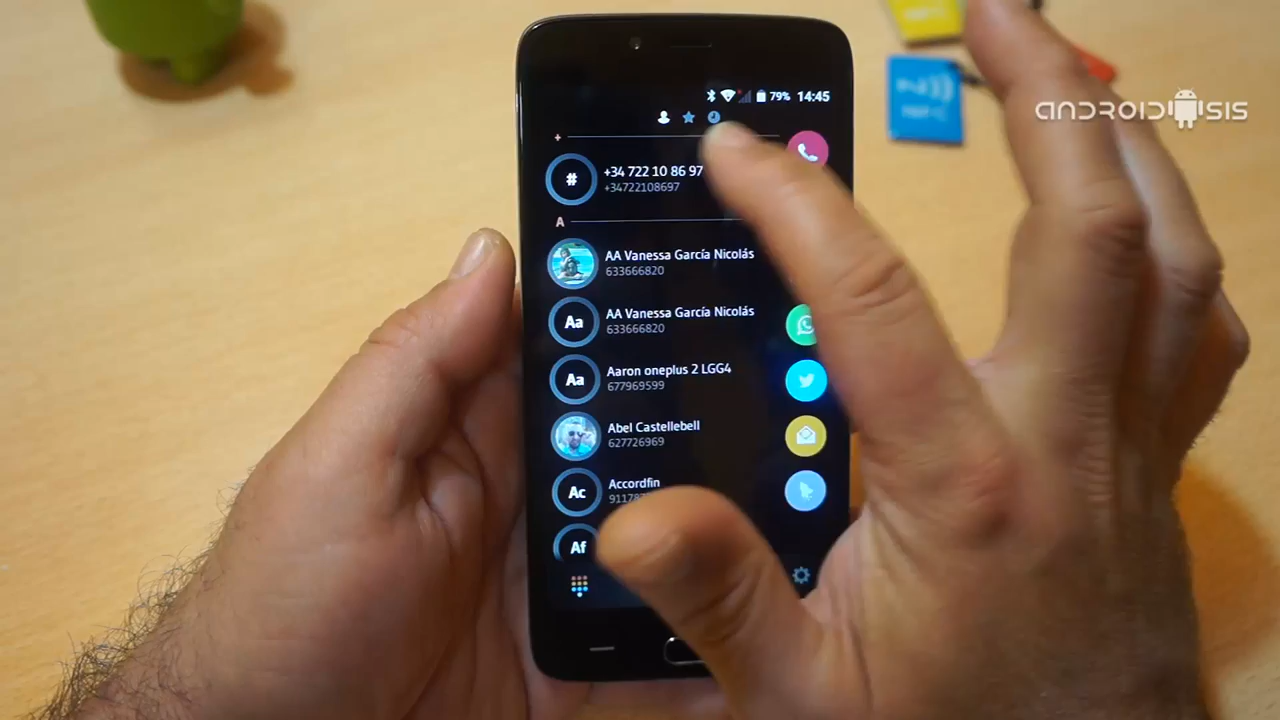 ANDROIDSIS
79% 14:45
+
# +34 722 10 86 97
+34722108697
A
AA Vanessa García Nicolás
633666820
Aa AA Vanessa García Nicolás
633666820
Aa Aaron oneplus 2 LGG4
677969599
Abel Castellebell
627726969
Ac Accordfin
Af